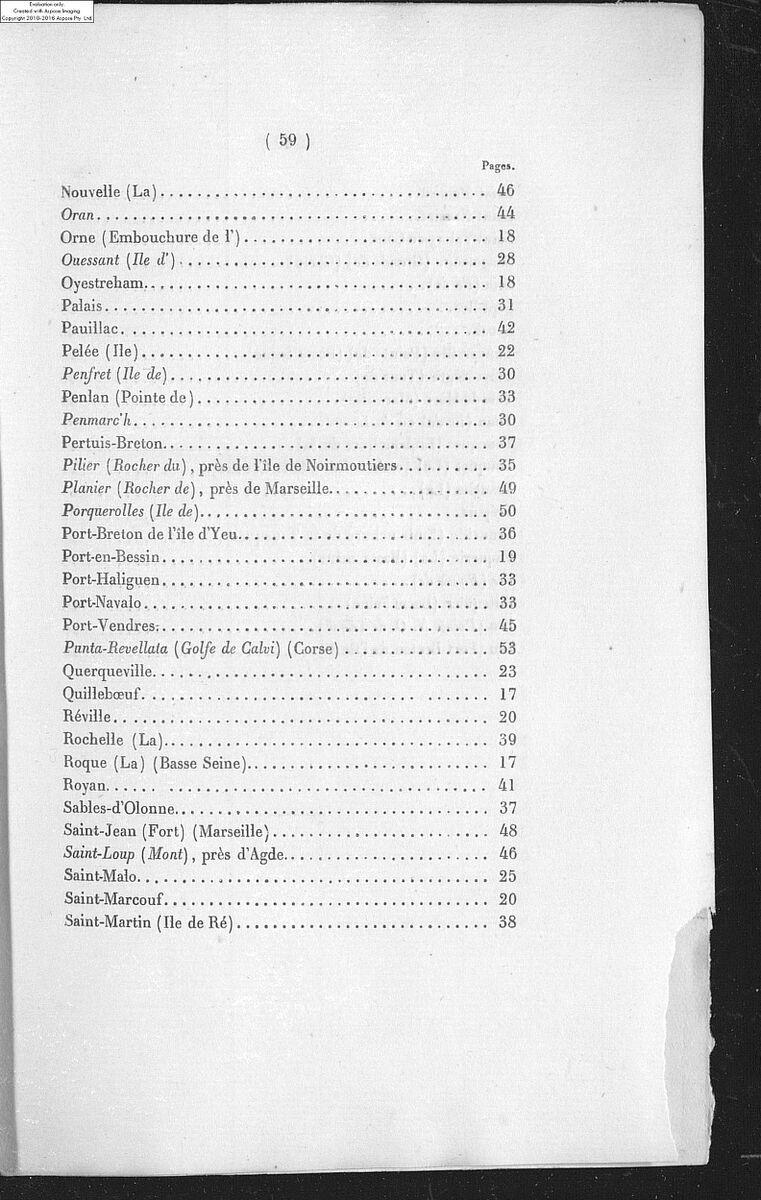 Evaluation only.
Created with Aspose.Imaging
Copyright 2010-2016 Aspose Pty Ltd.
( 59 )
Pages.
Nouvelle (La) 46
Oran 44
Orne (Embouchure de l') 18
Ouessant (Ile d') 28
Oyestreham 18
Palais 31
Pauillac 42
Pelée (Ile) 22
Penfret (Ile de) 30
Penlan (Pointe de) 33
Penmarc'h 30
Pertuis-Breton 37
Pilier (Rocher du), près de l'île de Noirmoutiers 35
Planier (Rocher de), près de Marseille 49
Porquerolles (Ile de) 50
Port-Breton de l'île d'Yeu 36
Port-en-Bessin 19
Port-Haliguen 33
Port-Navalo 33
Port-Vendres 45
Punta-Revellata (Golfe de Calvi) (Corse) 53
Querqueville 23
Quillebœuf 17
Réville 20
Rochelle (La) 39
Roque (La) (Basse Seine) 17
Royan 41
Sables-d'Olonne 37
Saint-Jean (Fort) (Marseille) 48
Saint-Loup (Mont), près d'Agde 46
Saint-Malo 25
Saint-Marcouf 20
Saint-Martin (Ile de Ré) 38